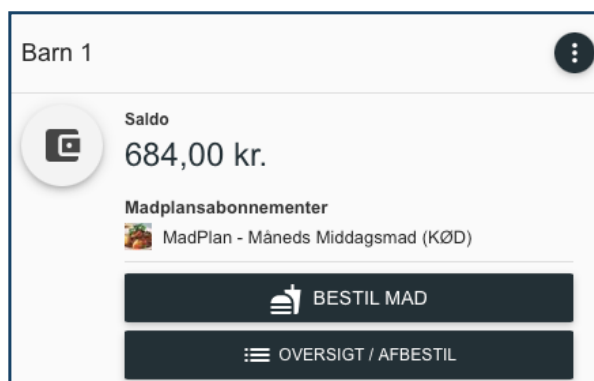 Barn 1
Saldo
684,00 kr.
Madplansabonnementer
MadPlan - Måneds Middagsmad (KØD)
BESTIL MAD
OVERSIGT / AFBESTIL